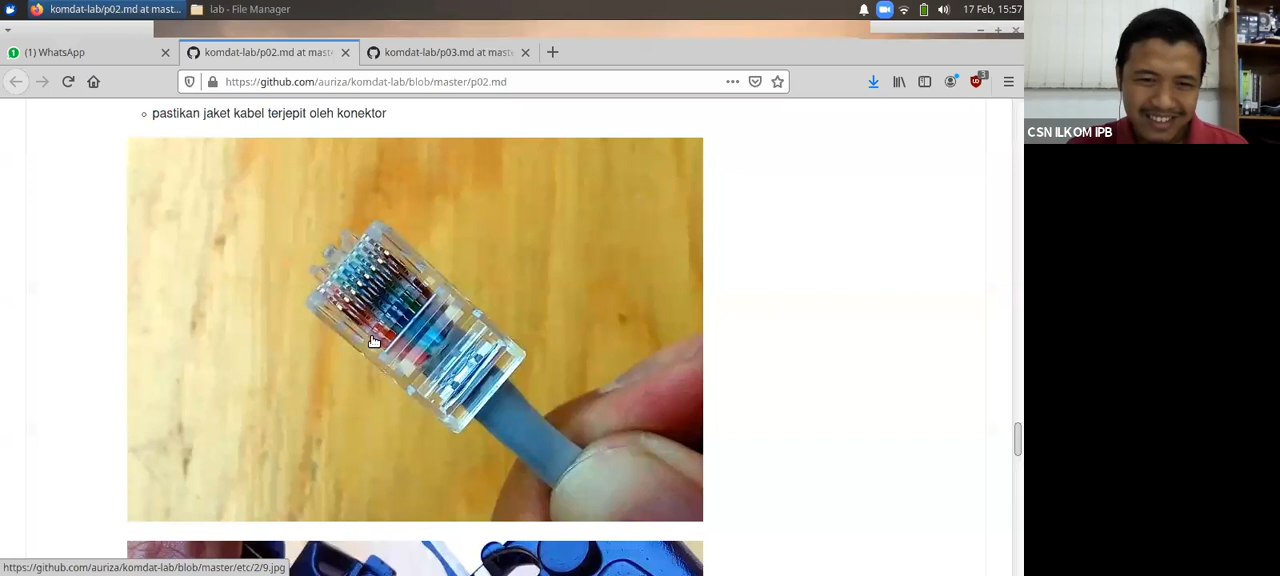 komdat-lab/p02.md at mast...
lab - File Manager
17 Feb, 15:57
(1) WhatsApp
komdat-lab/p02.md at mast
komdat-lab/p03.md at mast
https://github.com/auriza/komdat-lab/blob/master/p02.md
3
pastikan jaket kabel terjepit oleh konektor
CSN ILKOM IPB
https://github.com/auriza/komdat-lab/blob/master/etc/2/9.jpg